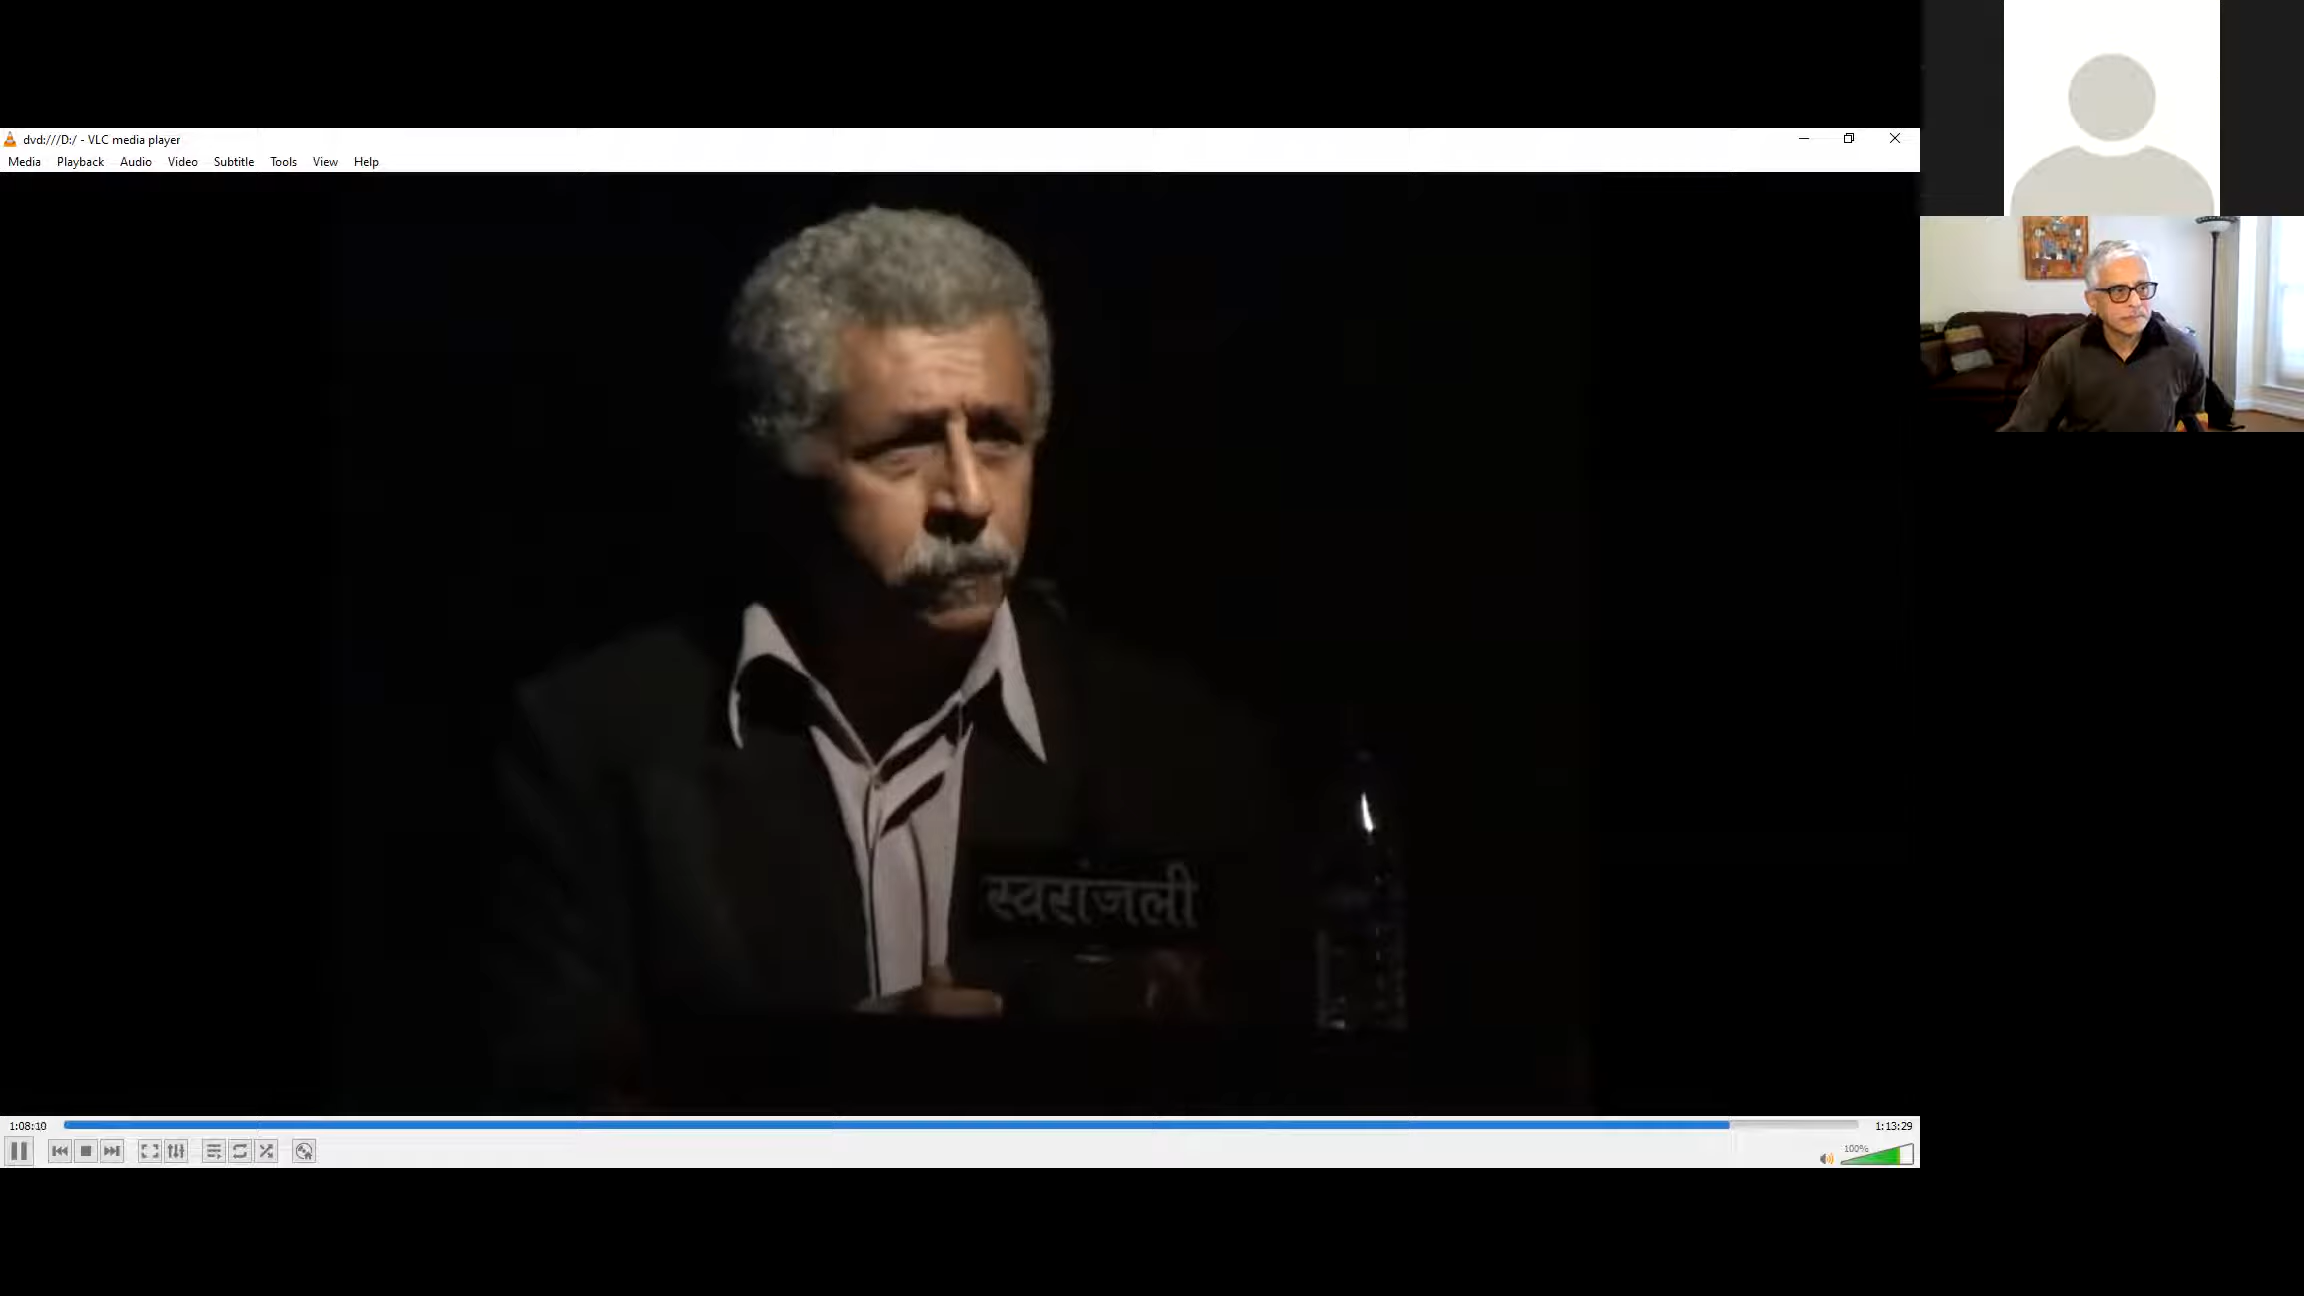 dvd:///D:/ - VLC media player
Media Playback Audio Video Subtitle Tools View Help
स्वरांजली
1:08:10
1:13:29
100%